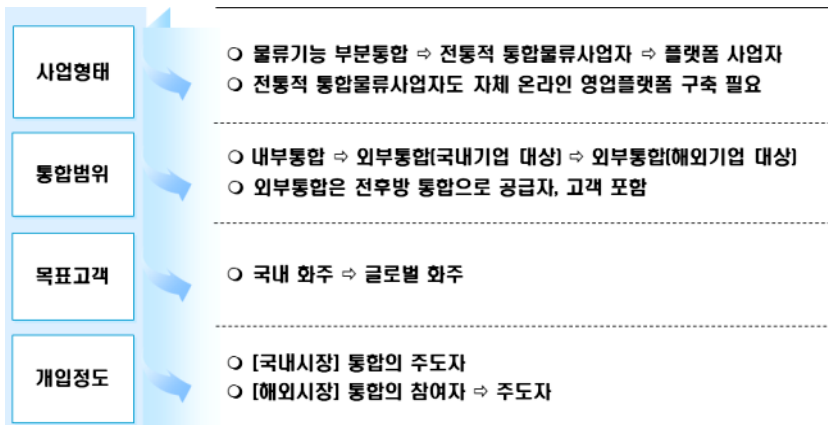 사업형태
○ 물류기능 부분통합 ⇨ 전통적 통합물류사업자 ⇨ 플랫폼 사업자
○ 전통적 통합물류사업자도 자체 온라인 영업플랫폼 구축 필요
통합범위
○ 내부통합 ⇨ 외부통합(국내기업 대상) ⇨ 외부통합(해외기업 대상)
○ 외부통합은 전후방 통합으로 공급자, 고객 포함
목표고객
○ 국내 화주 ⇨ 글로벌 화주
개입정도
○ [국내시장] 통합의 주도자
○ [해외시장] 통합의 참여자 ⇨ 주도자